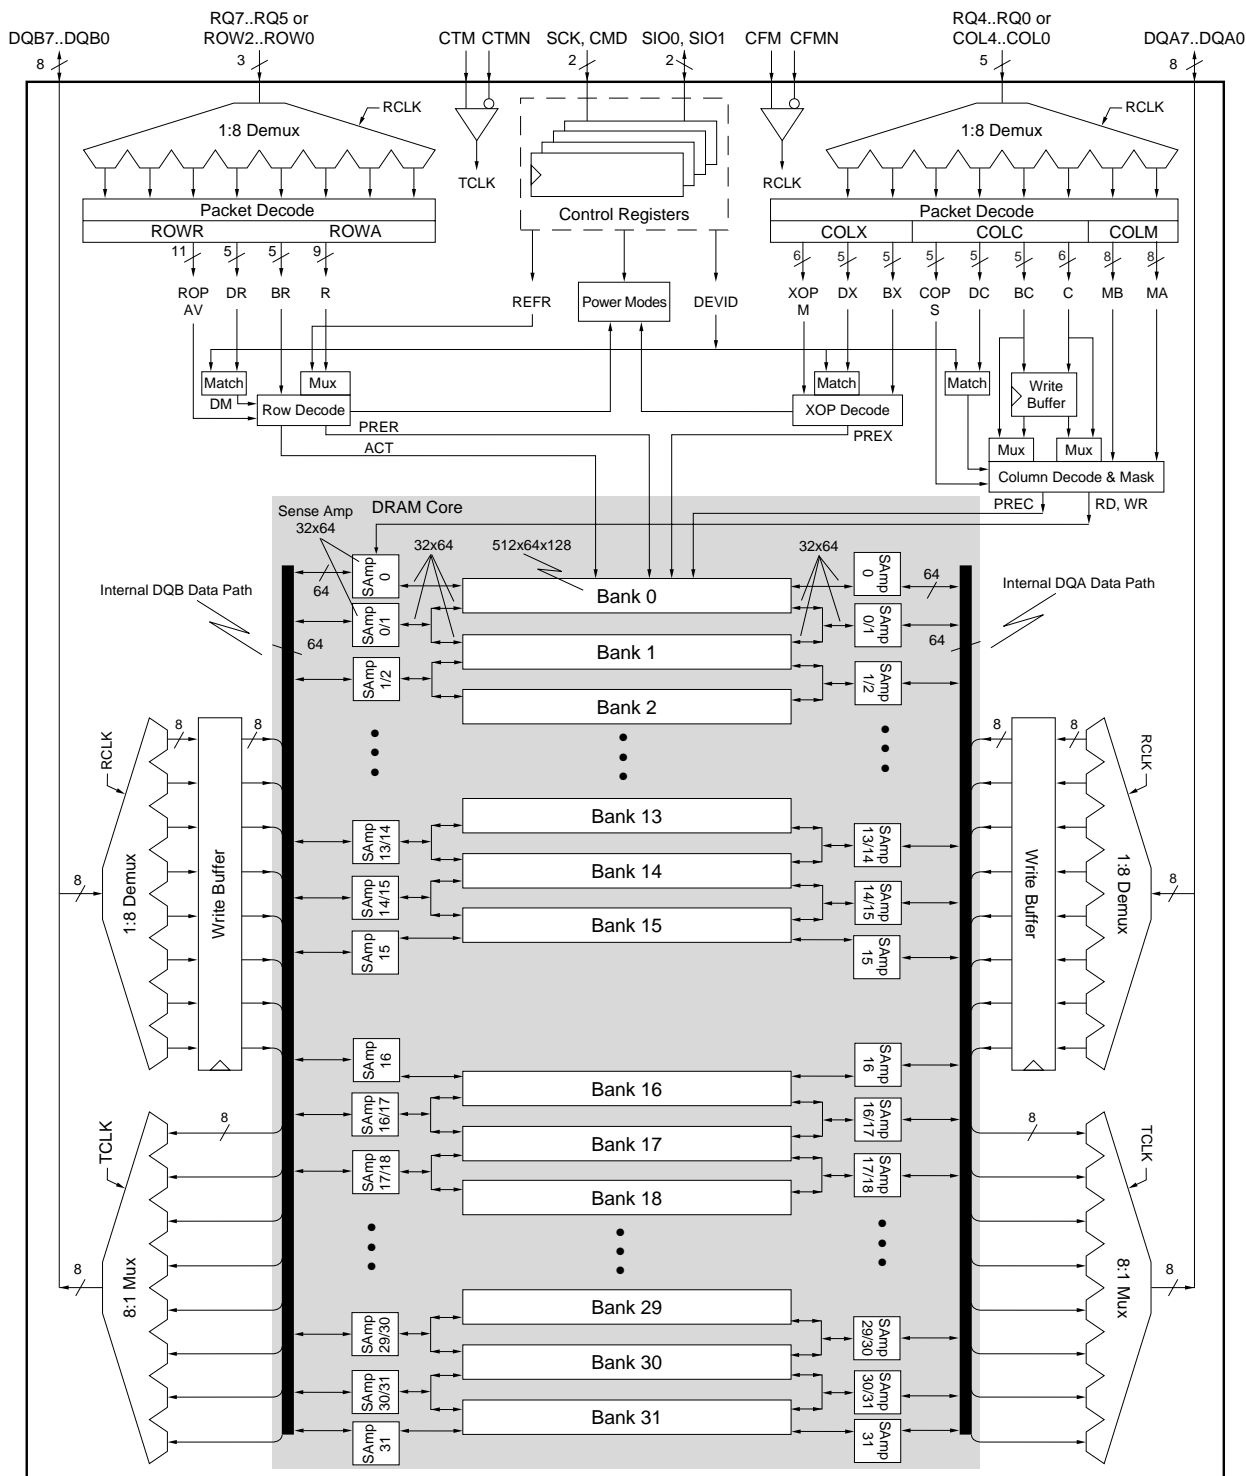 RQ7..RQ5 or
RQ4..RQ0 or
DQB7..DQB0
ROW2..ROW0
CTM CTMN
SCK, CMD
SIO0, SIO1
CFM CFMN
COL4..COL0
DQA7..DQA0
8
3
2
2
5
8
RCLK
1:8 Demux
RCLK
1:8 Demux
TCLK
RCLK
Control Registers
Packet Decode
ROWR
ROWA
Packet Decode
COLX
COLC
COLM
11
5
5
9
6
5
5
5
5
5
6
8
8
ROP
AV
DR
BR
R
REFR
Power Modes
DEVID
XOP
M
DX
BX
COP
S
DC
BC
C
MB
MA
Match
DM
Mux
Row Decode
Match
XOP Decode
Match
Write
Buffer
Mux
Mux
Column Decode & Mask
PRER
ACT
PREX
PREC
RD, WR
DRAM Core
Sense Amp
32x64
32x64
512x64x128
32x64
SAmp
0
64
Bank 0
SAmp
0
64
Internal DQB Data Path
Internal DQA Data Path
SAmp
0/1
SAmp
0/1
64
64
Bank 1
SAmp
1/2
SAmp
1/2
Bank 2
8
8
8
8
RCLK
RCLK
1:8 Demux
Write Buffer
Write Buffer
1:8 Demux
8
8
Bank 13
SAmp
13/14
SAmp
13/14
Bank 14
SAmp
14/15
SAmp
14/15
Bank 15
SAmp
15
SAmp
15
SAmp
16
SAmp
16
Bank 16
SAmp
16/17
SAmp
16/17
Bank 17
SAmp
17/18
SAmp
17/18
Bank 18
8
8
TCLK
TCLK
8:1 Mux
8:1 Mux
8
8
Bank 29
SAmp
29/30
SAmp
29/30
Bank 30
SAmp
30/31
SAmp
30/31
Bank 31
SAmp
31
SAmp
31